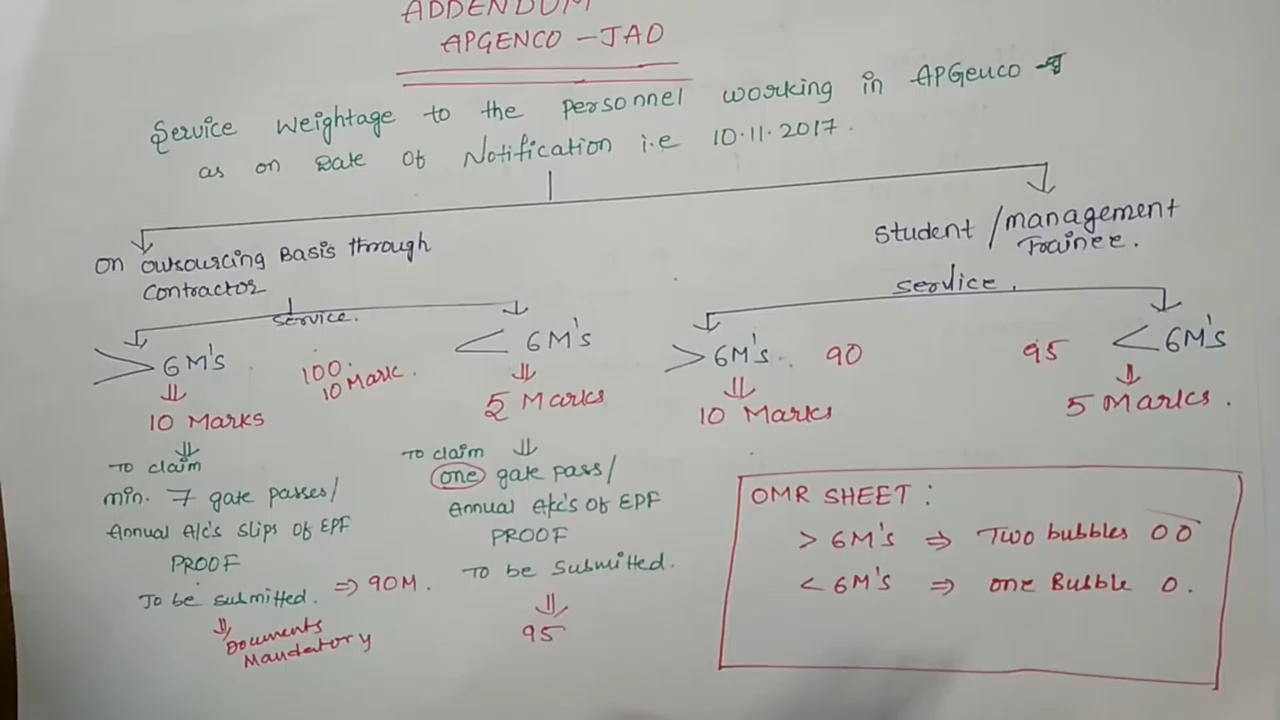 ADDENDUM
APGENCO - JAO
Service Weightage to the personnel working in APGenco
as on Date of Notification i.e 10.11.2017.
On Outsourcing Basis through
Contractor
Student / management
Trainee.
Service.
service.
> 6M's
100:
10 Mark.
< 6M's
> 6M's. 90
95 < 6M's
10 Marks
5 Marks
10 Marks
5 Marks.
To claim
min. 7 gate passes/
Annual A/c's slips Of EPF
PROOF
To be submitted. ⇒ 90M.
Documents
Mandatory
To claim
one gate pass/
Annual A/c's Of EPF
PROOF
To be Submitted.
95
OMR SHEET :
> 6M's ⇒ Two bubbles 0 0
< 6M's ⇒ one Bubble 0.